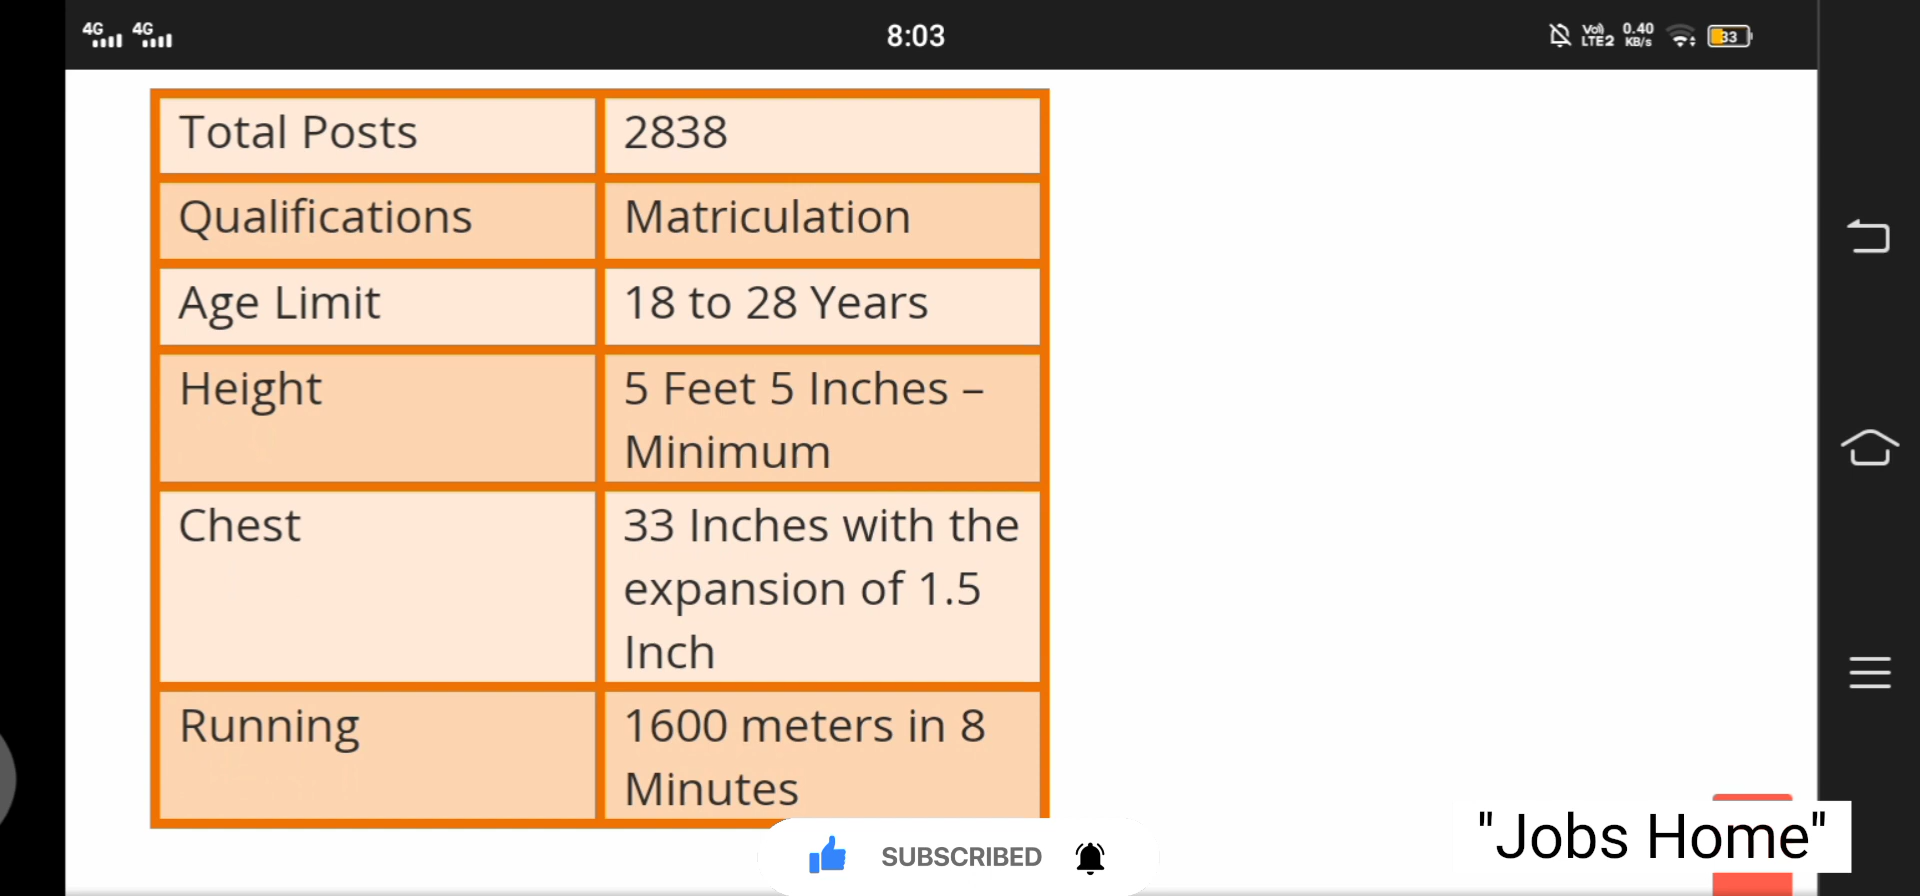 4G 4G 8:03 Vo) 0.40 33
LTE2 KB/s
Total Posts 2838
Qualifications Matriculation
Age Limit 18 to 28 Years
Height 5 Feet 5 Inches –
Minimum
Chest 33 Inches with the
expansion of 1.5
Inch
Running 1600 meters in 8
Minutes
SUBSCRIBED
"Jobs Home"